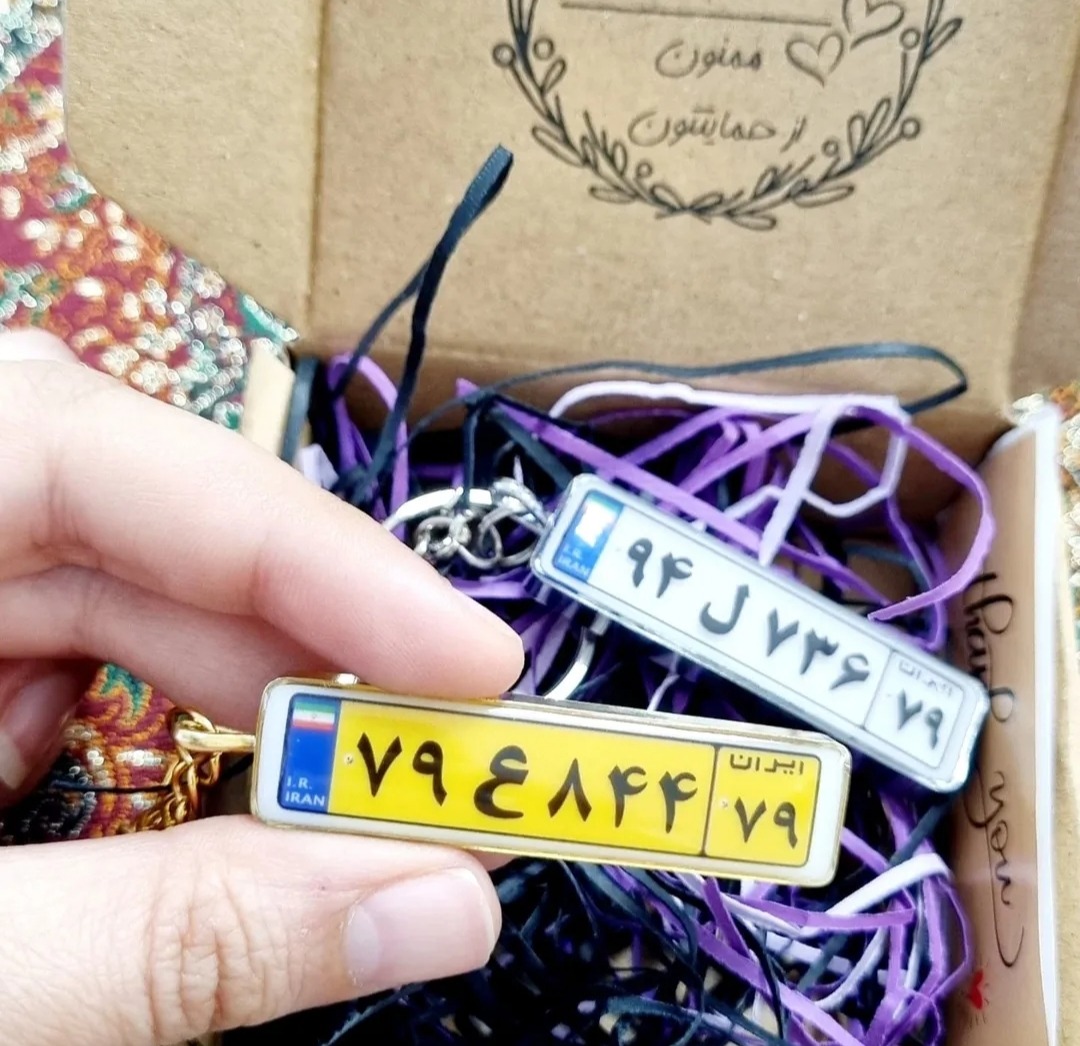 ممنون
از حمایتتون
I.R.
IRAN
۹۴ ل ۷۳۶
ایران
۷۹
I.R.
IRAN
۷۹ ع ۸۴۴
ایران
۷۹
Thank you